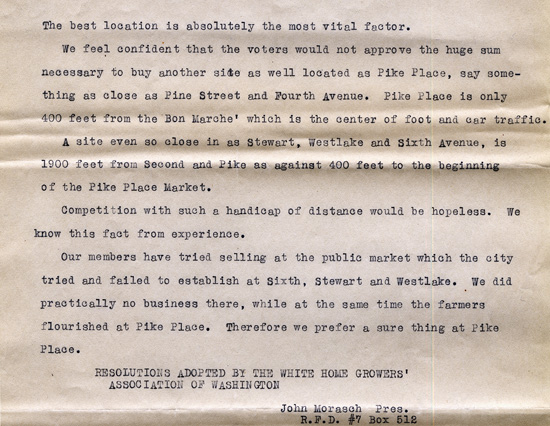 The best location is absolutely the most vital factor.
We feel confident that the voters would not approve the huge sum
necessary to buy another site as well located as Pike Place, say some-
thing as close as Pine Street and Fourth Avenue. Pike Place is only
400 feet from the Bon Marche' which is the center of foot and car traffic.
A site even so close in as Stewart, Westlake and Sixth Avenue, is
1900 feet from Second and Pike as against 400 feet to the beginning
of the Pike Place Market.
Competition with such a handicap of distance would be hopeless. We
know this fact from experience.
Our members have tried selling at the public market which the city
tried and failed to establish at Sixth, Stewart and Westlake. We did
practically no business there, while at the same time the farmers
flourished at Pike Place. Therefore we prefer a sure thing at Pike
Place.
RESOLUTIONS ADOPTED BY THE WHITE HOME GROWERS'
ASSOCIATION OF WASHINGTON
John Morasch Pres.
R.F.D. #7 Box 512